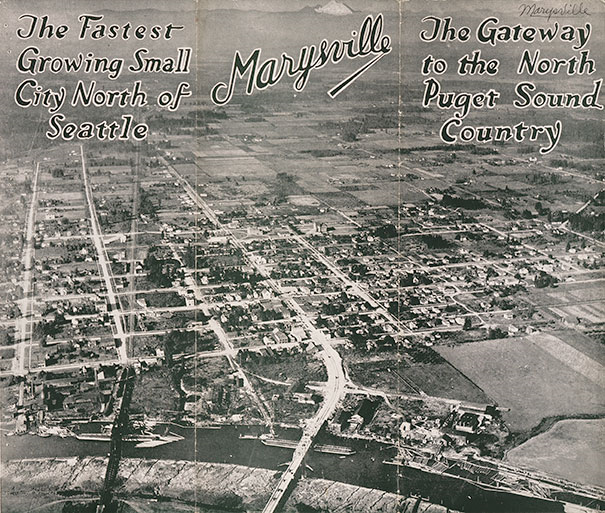 The Fastest
Growing Small
City North of
Seattle
Marysville
Marysville
The Gateway
to the North
Puget Sound
Country